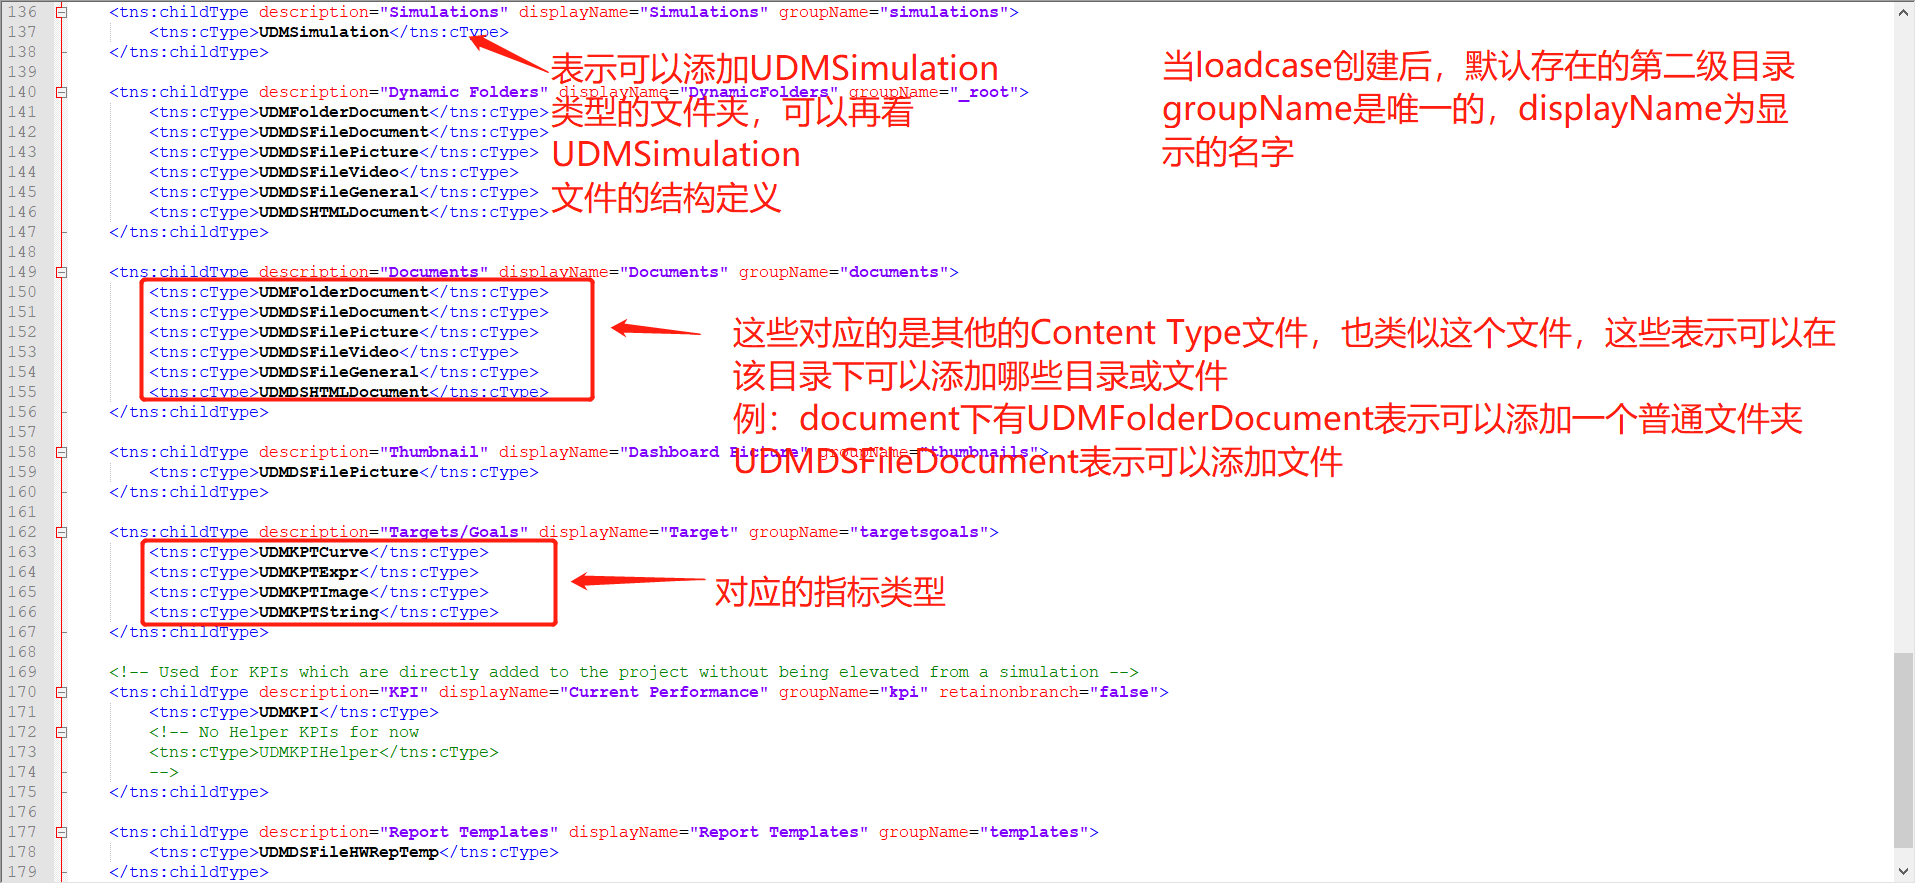 136 <tns:childType description="Simulations" displayName="Simulations" groupName="simulations">
137 <tns:cType>UDMSimulation</tns:cType>
138 </tns:childType>
表示可以添加UDMSimulation
类型的文件夹，可以再看
UDMSimulation
文件的结构定义
当loadcase创建后，默认存在的第二级目录
groupName是唯一的，displayName为显
示的名字
139
140 <tns:childType description="Dynamic Folders" displayName="DynamicFolders" groupName="_root">
141 <tns:cType>UDMFolderDocument</tns:cType>
142 <tns:cType>UDMDSFileDocument</tns:cType>
143 <tns:cType>UDMDSFilePicture</tns:cType>
144 <tns:cType>UDMDSFileVideo</tns:cType>
145 <tns:cType>UDMDSFileGeneral</tns:cType>
146 <tns:cType>UDMDSHTMLDocument</tns:cType>
147 </tns:childType>
148
149 <tns:childType description="Documents" displayName="Documents" groupName="documents">
150 <tns:cType>UDMFolderDocument</tns:cType>
151 <tns:cType>UDMDSFileDocument</tns:cType>
152 <tns:cType>UDMDSFilePicture</tns:cType>
153 <tns:cType>UDMDSFileVideo</tns:cType>
154 <tns:cType>UDMDSFileGeneral</tns:cType>
155 <tns:cType>UDMDSHTMLDocument</tns:cType>
156 </tns:childType>
这些对应的是其他的Content Type文件，也类似这个文件，这些表示可以在
该目录下可以添加哪些目录或文件
例：document下有UDMFolderDocument表示可以添加一个普通文件夹
UDMDSFileDocument表示可以添加文件
157
158 <tns:childType description="Thumbnail" displayName="Dashboard Picture" groupName="thumbnails">
159 <tns:cType>UDMDSFilePicture</tns:cType>
160 </tns:childType>
161
162 <tns:childType description="Targets/Goals" displayName="Target" groupName="targetsgoals">
163 <tns:cType>UDMKPTCurve</tns:cType>
164 <tns:cType>UDMKPTExpr</tns:cType>
165 <tns:cType>UDMKPTImage</tns:cType>
166 <tns:cType>UDMKPTString</tns:cType>
对应的指标类型
167 </tns:childType>
168
169 <!-- Used for KPIs which are directly added to the project without being elevated from a simulation -->
170 <tns:childType description="KPI" displayName="Current Performance" groupName="kpi" retainonbranch="false">
171 <tns:cType>UDMKPI</tns:cType>
172 <!-- No Helper KPIs for now
173 <tns:cType>UDMKPIHelper</tns:cType>
174 -->
175 </tns:childType>
176
177 <tns:childType description="Report Templates" displayName="Report Templates" groupName="templates">
178 <tns:cType>UDMDSFileHWRepTemp</tns:cType>
179 </tns:childType>